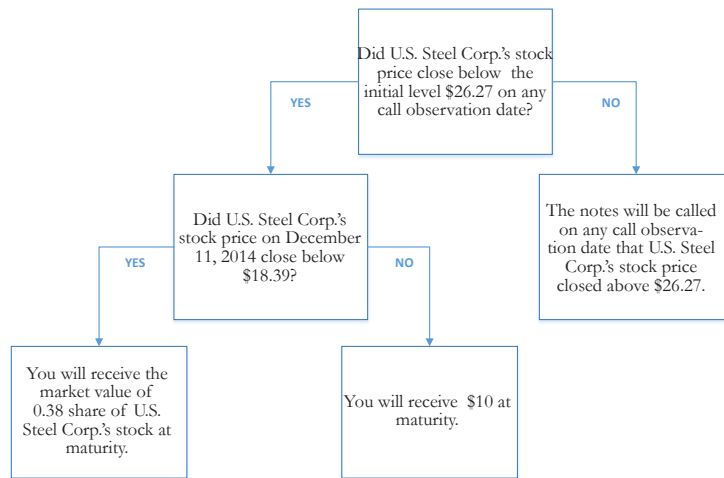 Did U.S. Steel Corp.'s stock
price close below the
initial level $26.27 on any
call observation date?
YES
NO
Did U.S. Steel Corp.'s
stock price on December
11, 2014 close below
$18.39?
The notes will be called
on any call observa-
tion date that U.S. Steel
Corp.'s stock price
closed above $26.27.
YES
NO
You will receive the
market value of
0.38 share of U.S.
Steel Corp.'s stock at
maturity.
You will receive $10 at
maturity.